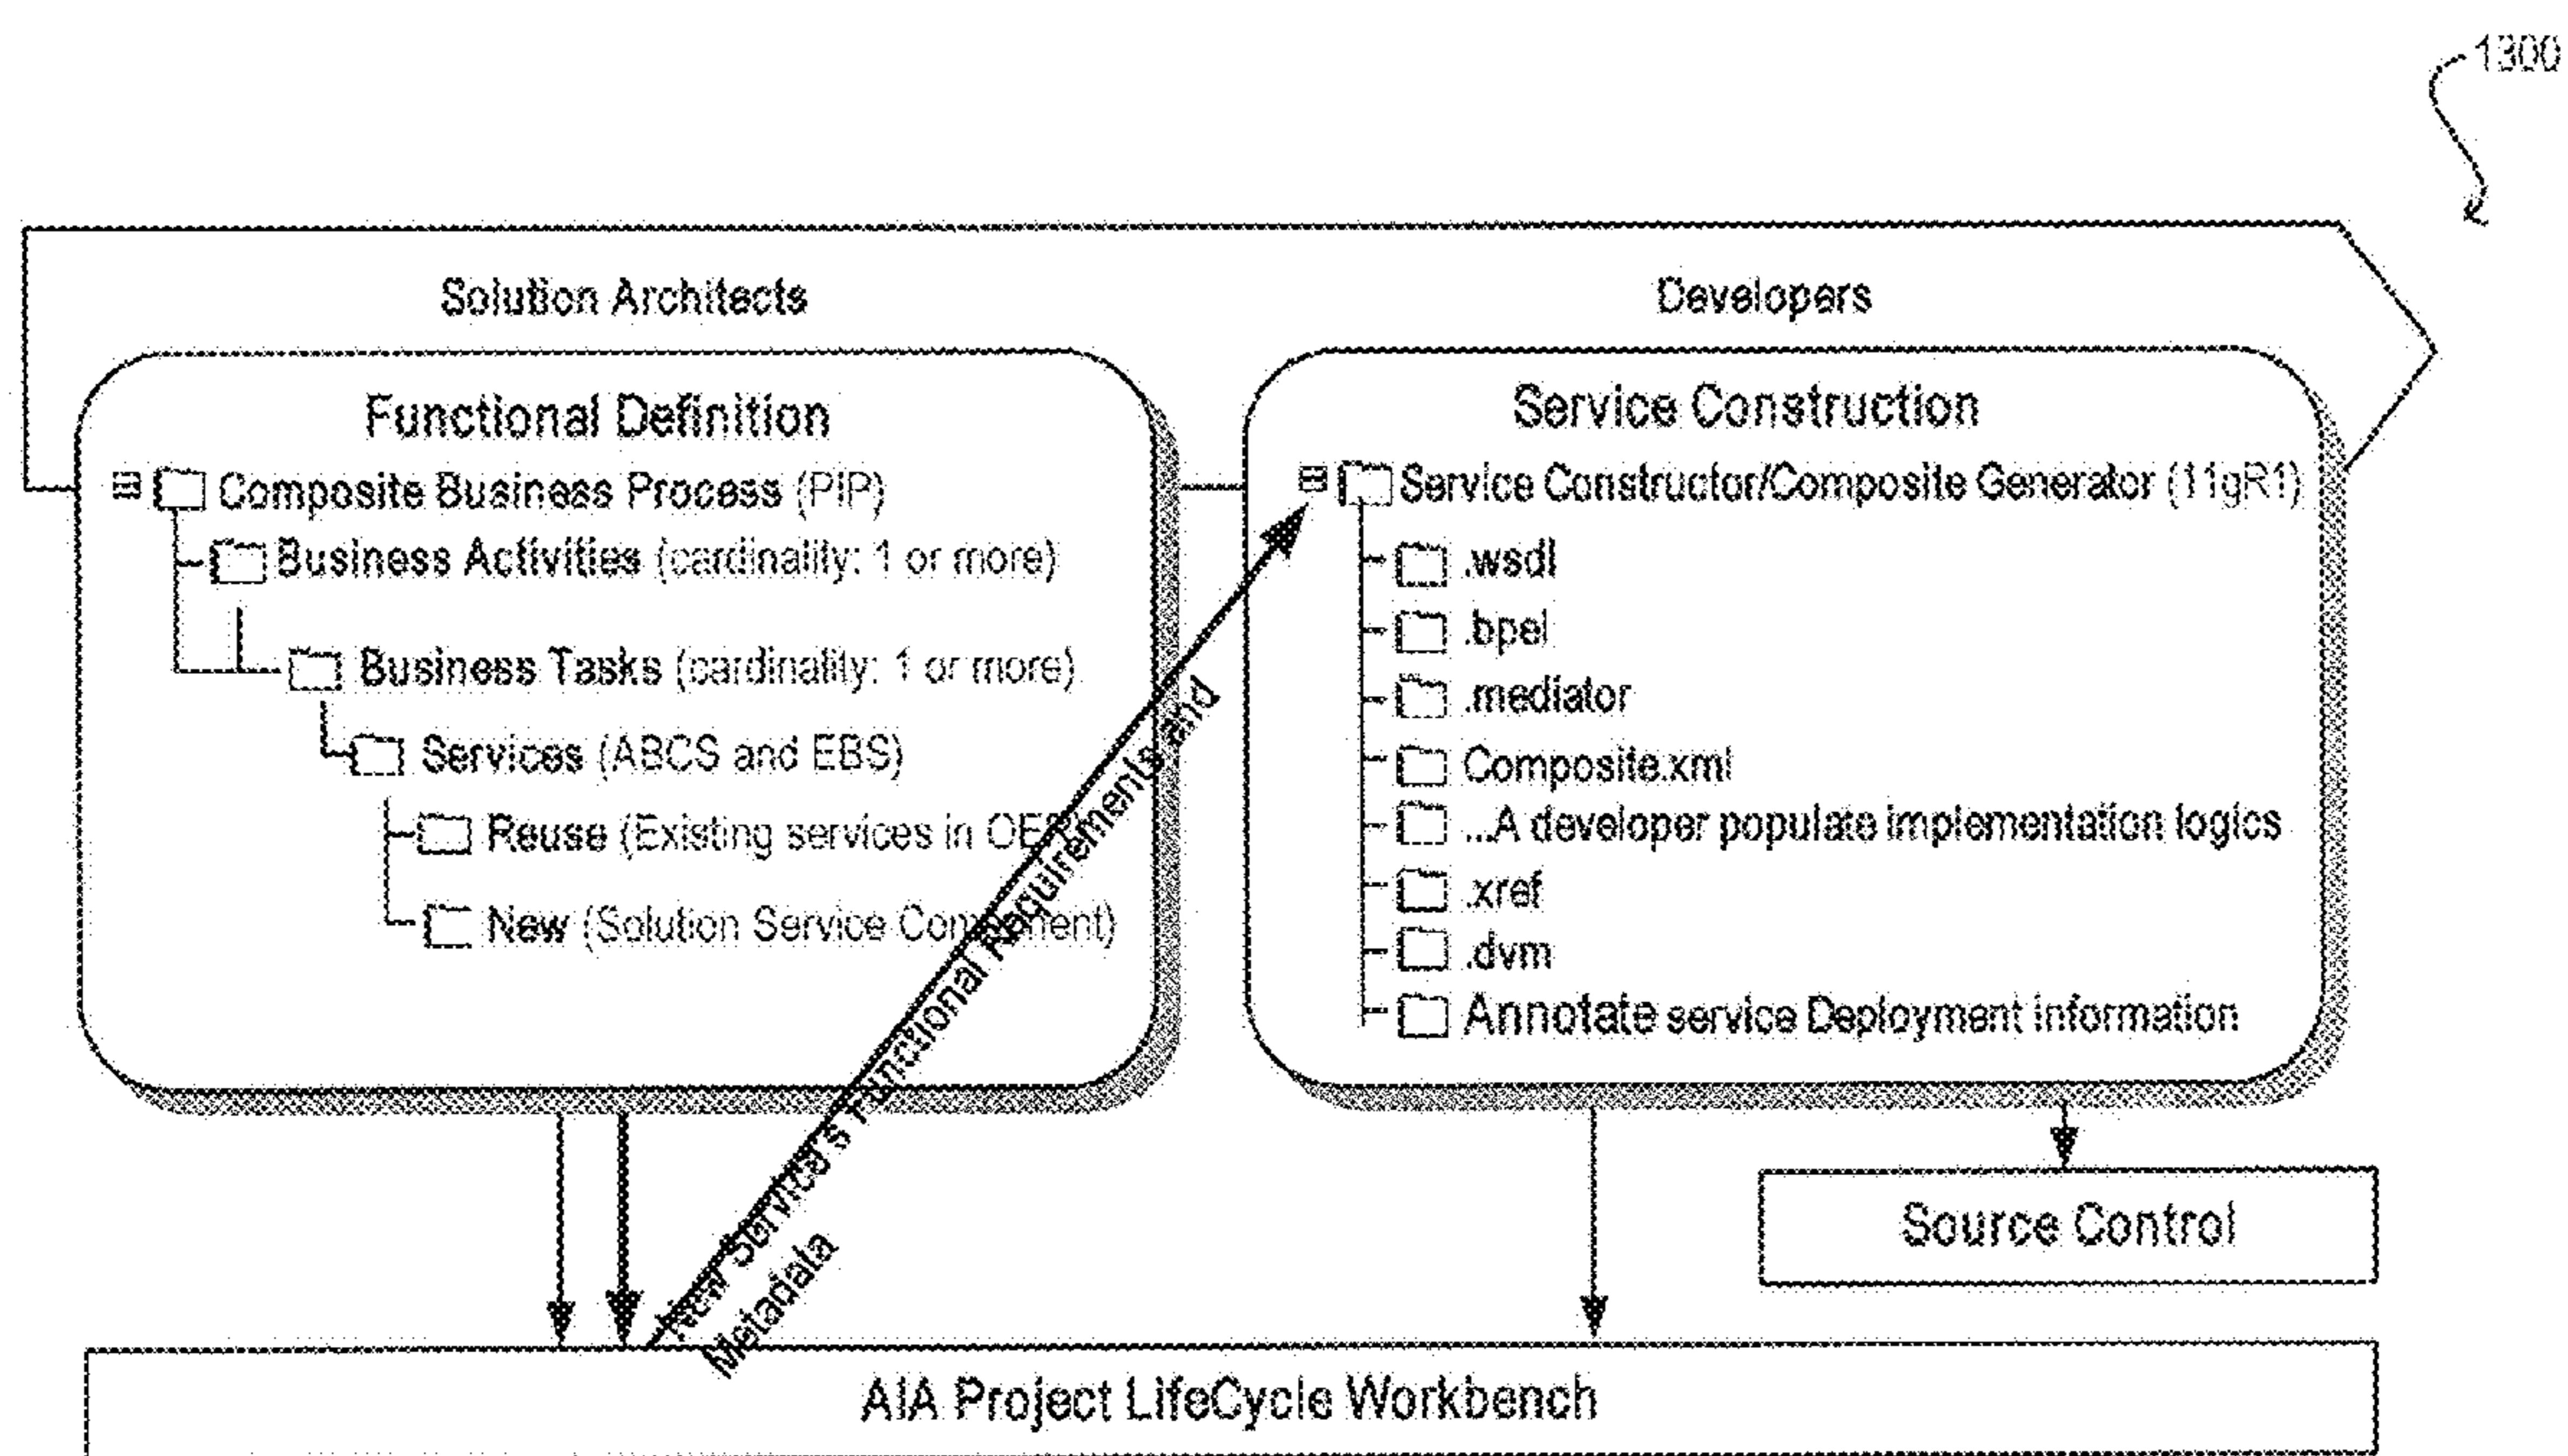 1300
Solution Architects
Developers
Functional Definition
Composite Business Process (PIP)
Business Activities (cardinality: 1 or more)
Business Tasks (cardinality: 1 or more)
Services (ABCS and EBS)
Reuse (Existing services in
New (Solution Service Component)
Service Construction
Service Constructor/Composite Generator (11gR1)
.wsdl
.bpel
.mediator
Composite.xml
...A developer populate implementation logics
.xref
.dvm
Annotate service Deployment information
New Service's Functional Requirements and
Metadata
Source Control
AIA Project LifeCycle Workbench